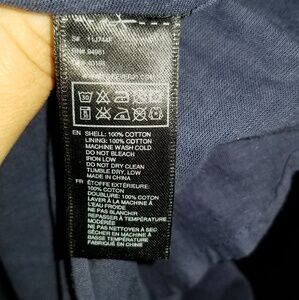 30
EN SHELL: 100% COTTON
LINING: 100% COTTON
MACHINE WASH COLD
DO NOT BLEACH
IRON LOW
DO NOT DRY CLEAN
TUMBLE DRY, LOW
MADE IN CHINA
FR ÉTOFFE EXTÉRIEURE:
100% COTON
DOUBLURE: 100% COTON
LAVER À LA MACHINE À
L'EAU FROIDE
NE PAS BLANCHIR
REPASSER À TEMPÉRATURE
MODÉRÉE
NE PAS NETTOYER À SEC
SÉCHER EN MACHINE À
BASSE TEMPÉRATURE
FABRIQUÉ EN CHINE